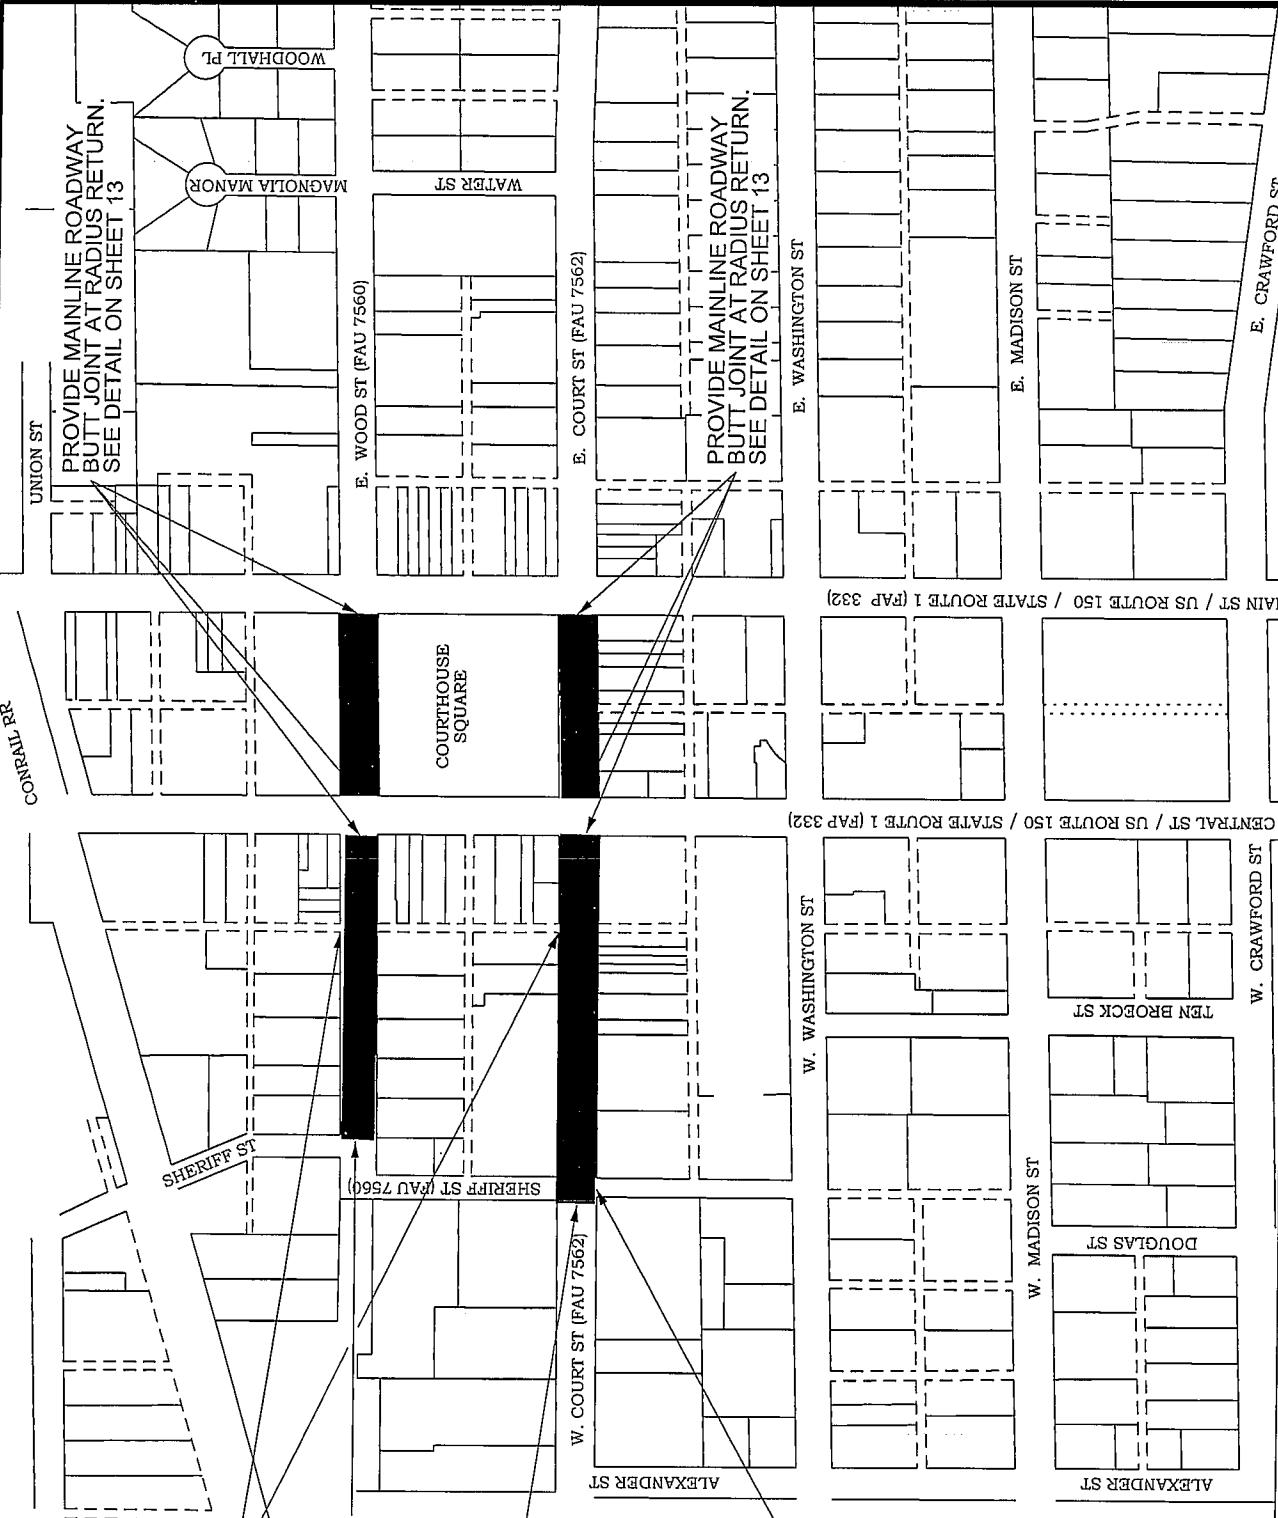 WOODHALL PL
PROVIDE MAINLINE ROADWAY
BUTT JOINT AT RADIUS RETURN.
SEE DETAIL ON SHEET 13
MAGNOLIA MANOR
WATER ST
PROVIDE MAINLINE ROADWAY
BUTT JOINT AT RADIUS RETURN.
SEE DETAIL ON SHEET 13
UNION ST
E. WOOD ST (FAU 7560)
E. COURT ST (FAU 7562)
E. WASHINGTON ST
E. MADISON ST
E. CRAWFORD ST
AIN ST / US ROUTE 150 / STATE ROUTE 1 (FAP 332)
COURTHOUSE
SQUARE
CONRAIL RR
CENTRAL ST / US ROUTE 150 / STATE ROUTE 1 (FAP 332)
W. WASHINGTON ST
W. CRAWFORD ST
TEN BROECK ST
SHERIFF ST
SHERIFF ST (FAU 7560)
W. COURT ST (FAU 7562)
W. MADISON ST
DOUGLAS ST
ALEXANDER ST
ALEXANDER ST